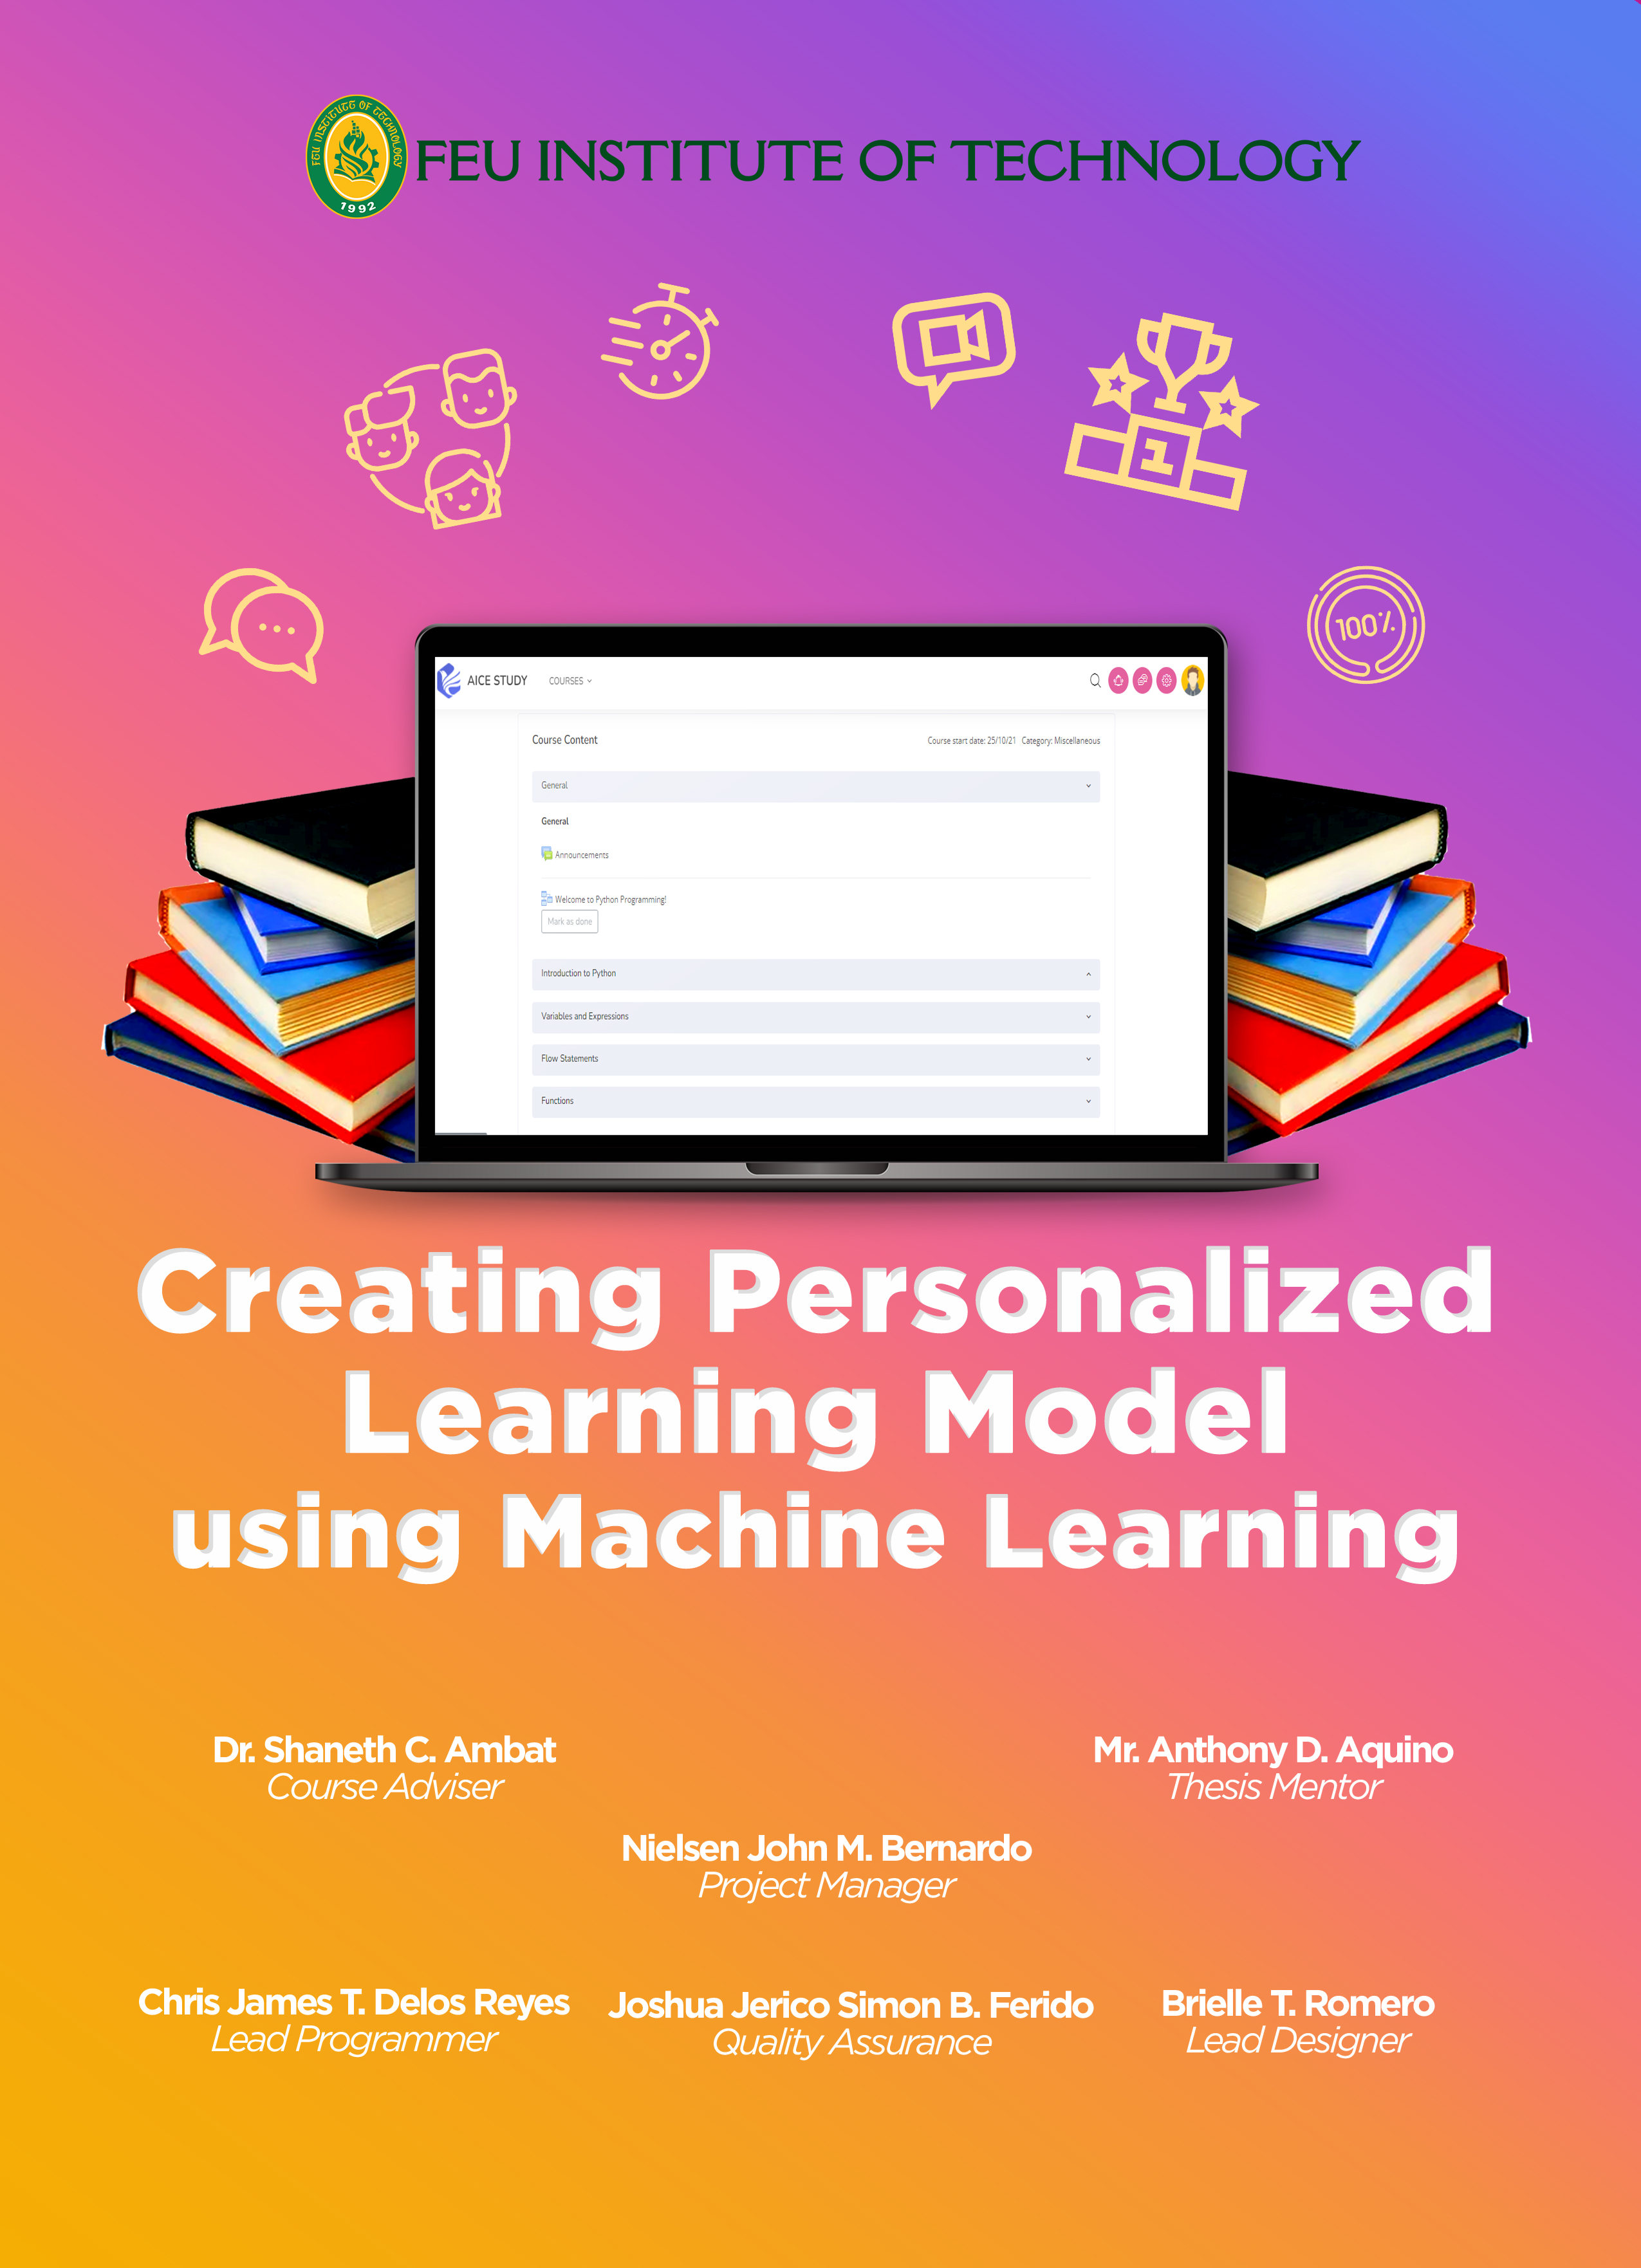 FEU INSTITUTE OF TECHNOLOGY
1992
FEU INSTITUTE OF TECHNOLOGY
1
100%
AICE STUDY
COURSES
Course Content
Course start date: 25/10/21 Category: Miscellaneous
General
General
Announcements
Welcome to Python Programming!
Mark as done
Introduction to Python
Variables and Expressions
Flow Statements
Functions
Creating Personalized
Learning Model
using Machine Learning
Dr. Shaneth C. Ambat
Course Adviser
Mr. Anthony D. Aquino
Thesis Mentor
Nielsen John M. Bernardo
Project Manager
Chris James T. Delos Reyes
Lead Programmer
Joshua Jerico Simon B. Ferido
Quality Assurance
Brielle T. Romero
Lead Designer